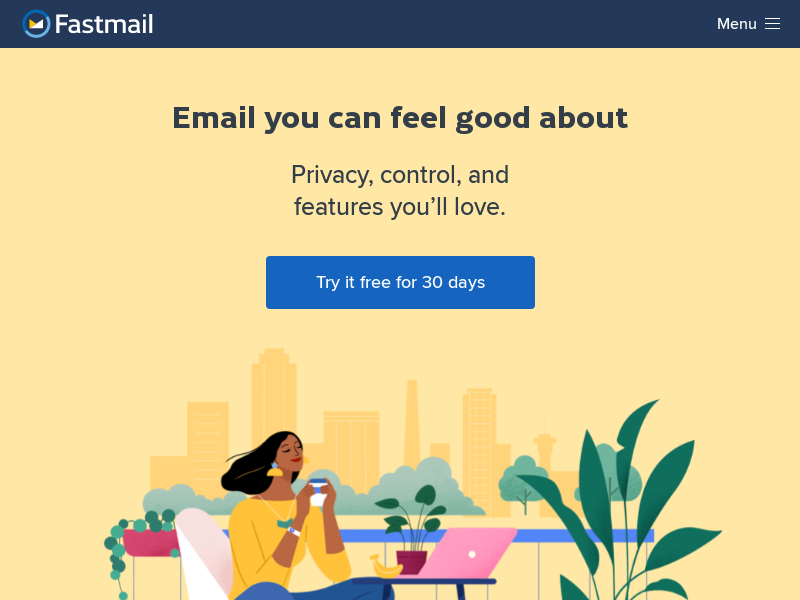 Fastmail
Menu
Email you can feel good about
Privacy, control, and
features you’ll love.
Try it free for 30 days